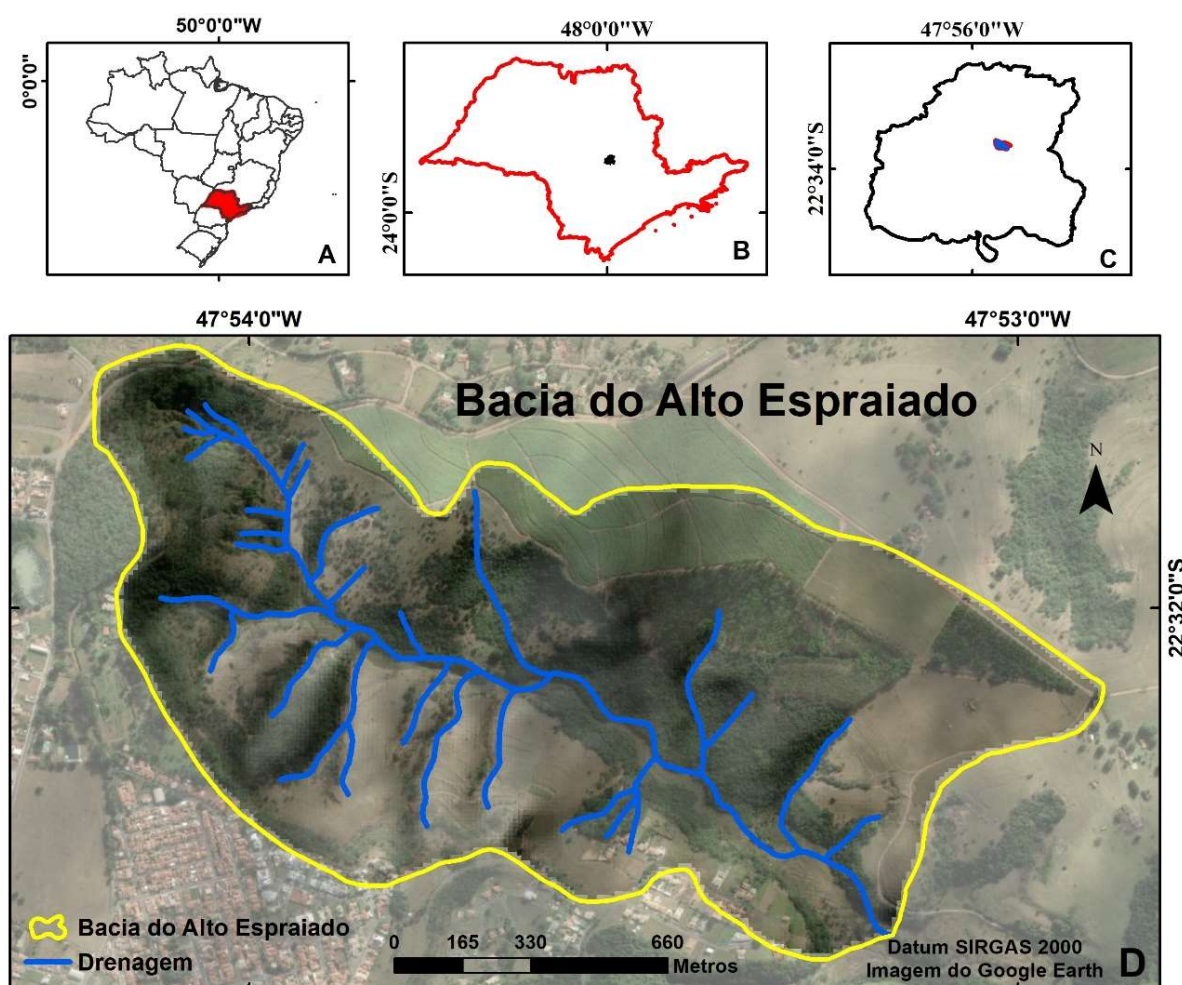 50°0'0"W
0°0'0"
A
48°0'0"W
24°0'0"S
B
47°56'0"W
22°34'0"S
C
47°54'0"W
47°53'0"W
Bacia do Alto Espraiado
N
22°32'0"S
Bacia do Alto Espraiado
Drenagem
0 165 330 660
Metros
Datum SIRGAS 2000
Imagem do Google Earth
D